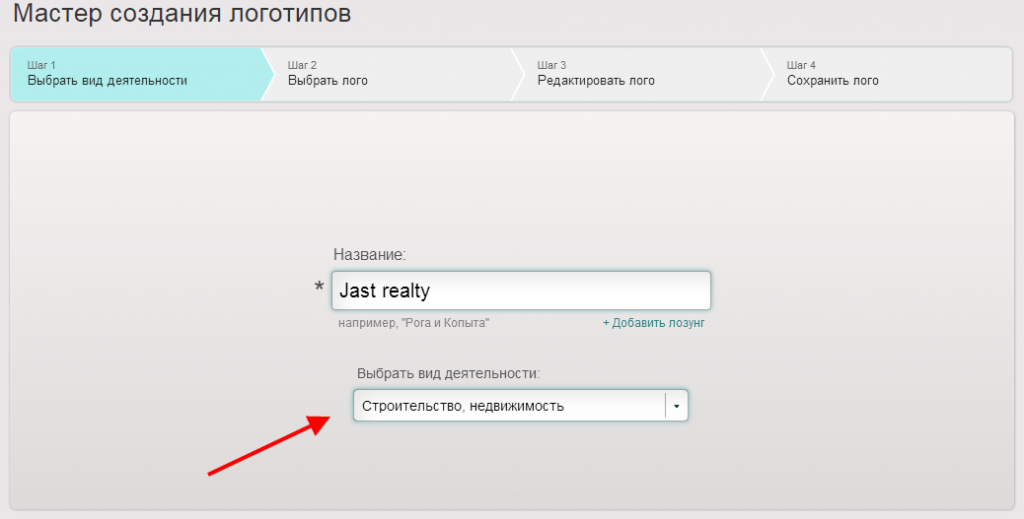 Мастер создания логотипов
Шаг 1
Выбрать вид деятельности
Шаг 2
Выбрать лого
Шаг 3
Редактировать лого
Шаг 4
Сохранить лого
Название:
* Jast realty
например, "Рога и Копыта"
+ Добавить лозунг
Выбрать вид деятельности:
Строительство, недвижимость